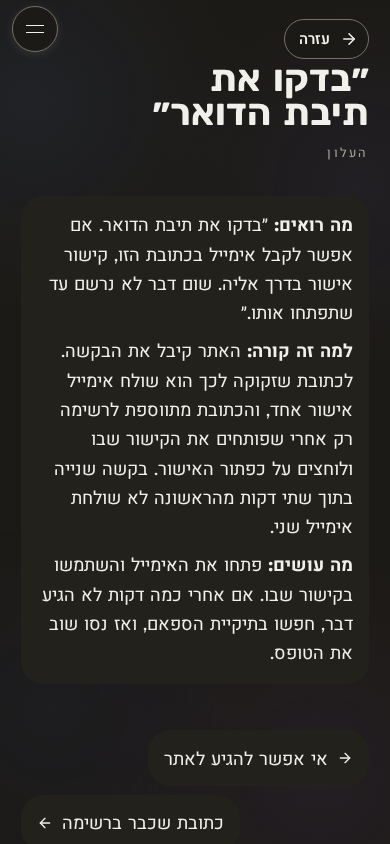 עזרה
"בדקו את
תיבת הדואר"
העלון
מה רואים: "בדקו את תיבת הדואר. אם
אפשר לקבל אימייל בכתובת הזו, קישור
אישור בדרך אליה. שום דבר לא נרשם עד
שתפתחו אותו."
למה זה קורה: האתר קיבל את הבקשה.
לכתובת שזקוקה לכך הוא שולח אימייל
אישור אחד, והכתובת מתווספת לרשימה
רק אחרי שפותחים את הקישור שבו
ולוחצים על כפתור האישור. בקשה שנייה
בתוך שתי דקות מהראשונה לא שולחת
אימייל שני.
מה עושים: פתחו את האימייל והשתמשו
בקישור שבו. אם אחרי כמה דקות לא הגיע
דבר, חפשו בתיקיית הספאם, ואז נסו שוב
את הטופס.
אי אפשר להגיע לאתר
כתובת שכבר ברשימה